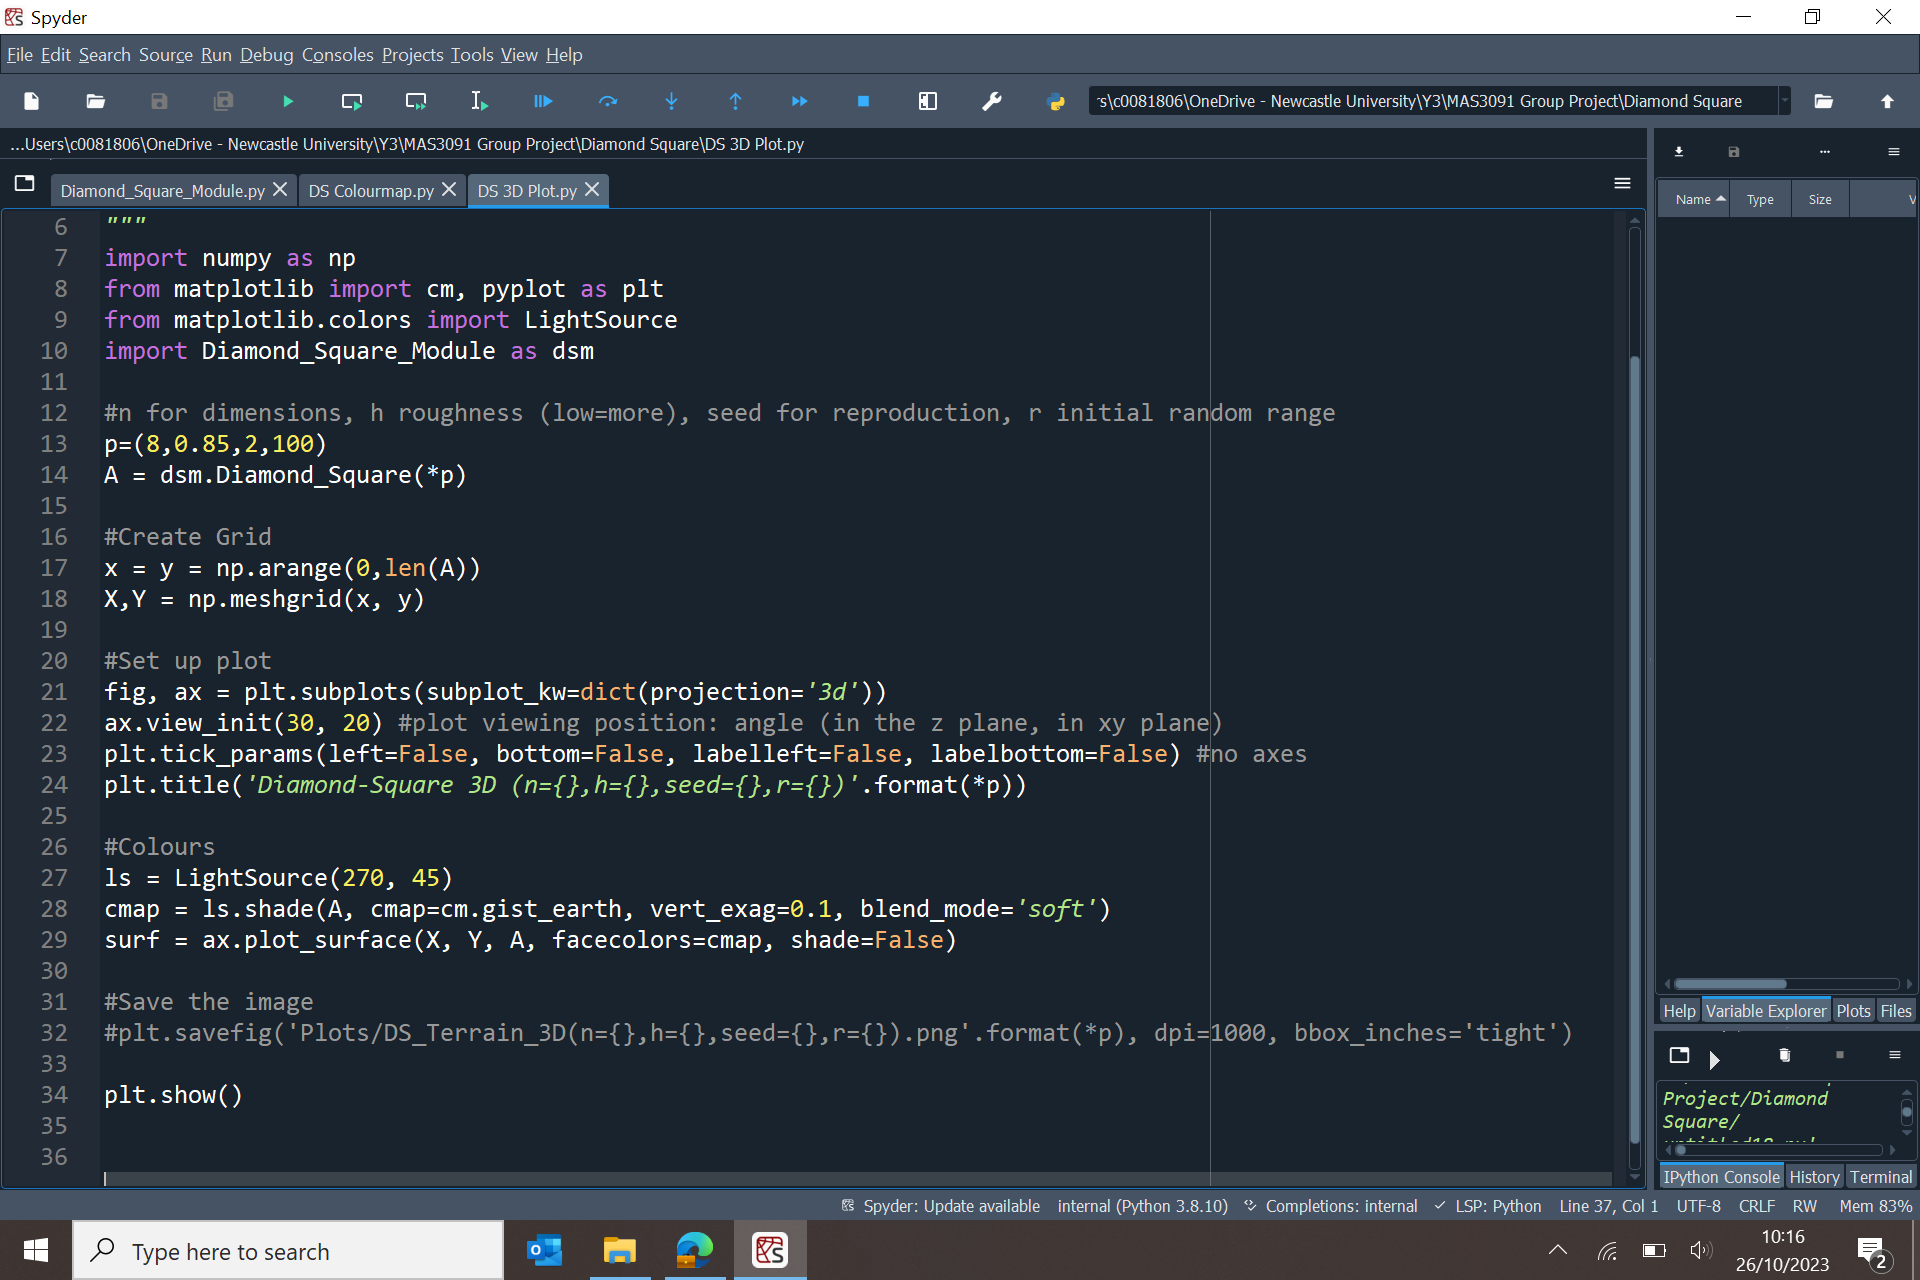 Spyder
File Edit Search Source Run Debug Consoles Projects Tools View Help
s\c0081806\OneDrive - Newcastle University\Y3\MAS3091 Group Project\Diamond Square
...Users\c0081806\OneDrive - Newcastle University\Y3\MAS3091 Group Project\Diamond Square\DS 3D Plot.py
Diamond_Square_Module.py DS Colourmap.py DS 3D Plot.py
Name Type Size V
6 """
7 import numpy as np
8 from matplotlib import cm, pyplot as plt
9 from matplotlib.colors import LightSource
10 import Diamond_Square_Module as dsm
11
12 #n for dimensions, h roughness (low=more), seed for reproduction, r initial random range
13 p=(8,0.85,2,100)
14 A = dsm.Diamond_Square(*p)
15
16 #Create Grid
17 x = y = np.arange(0,len(A))
18 X,Y = np.meshgrid(x, y)
19
20 #Set up plot
21 fig, ax = plt.subplots(subplot_kw=dict(projection='3d'))
22 ax.view_init(30, 20) #plot viewing position: angle (in the z plane, in xy plane)
23 plt.tick_params(left=False, bottom=False, labelleft=False, labelbottom=False) #no axes
24 plt.title('Diamond-Square 3D (n={},h={},seed={},r={})'.format(*p))
25
26 #Colours
27 ls = LightSource(270, 45)
28 cmap = ls.shade(A, cmap=cm.gist_earth, vert_exag=0.1, blend_mode='soft')
29 surf = ax.plot_surface(X, Y, A, facecolors=cmap, shade=False)
30
31 #Save the image
32 #plt.savefig('Plots/DS_Terrain_3D(n={},h={},seed={},r={}).png'.format(*p), dpi=1000, bbox_inches='tight')
33
34 plt.show()
35
36
Help Variable Explorer Plots Files
Project/Diamond
Square/
IPython Console History Terminal
Spyder: Update available internal (Python 3.8.10) Completions: internal LSP: Python Line 37, Col 1 UTF-8 CRLF RW Mem 83%
Type here to search
10:16
26/10/2023
2